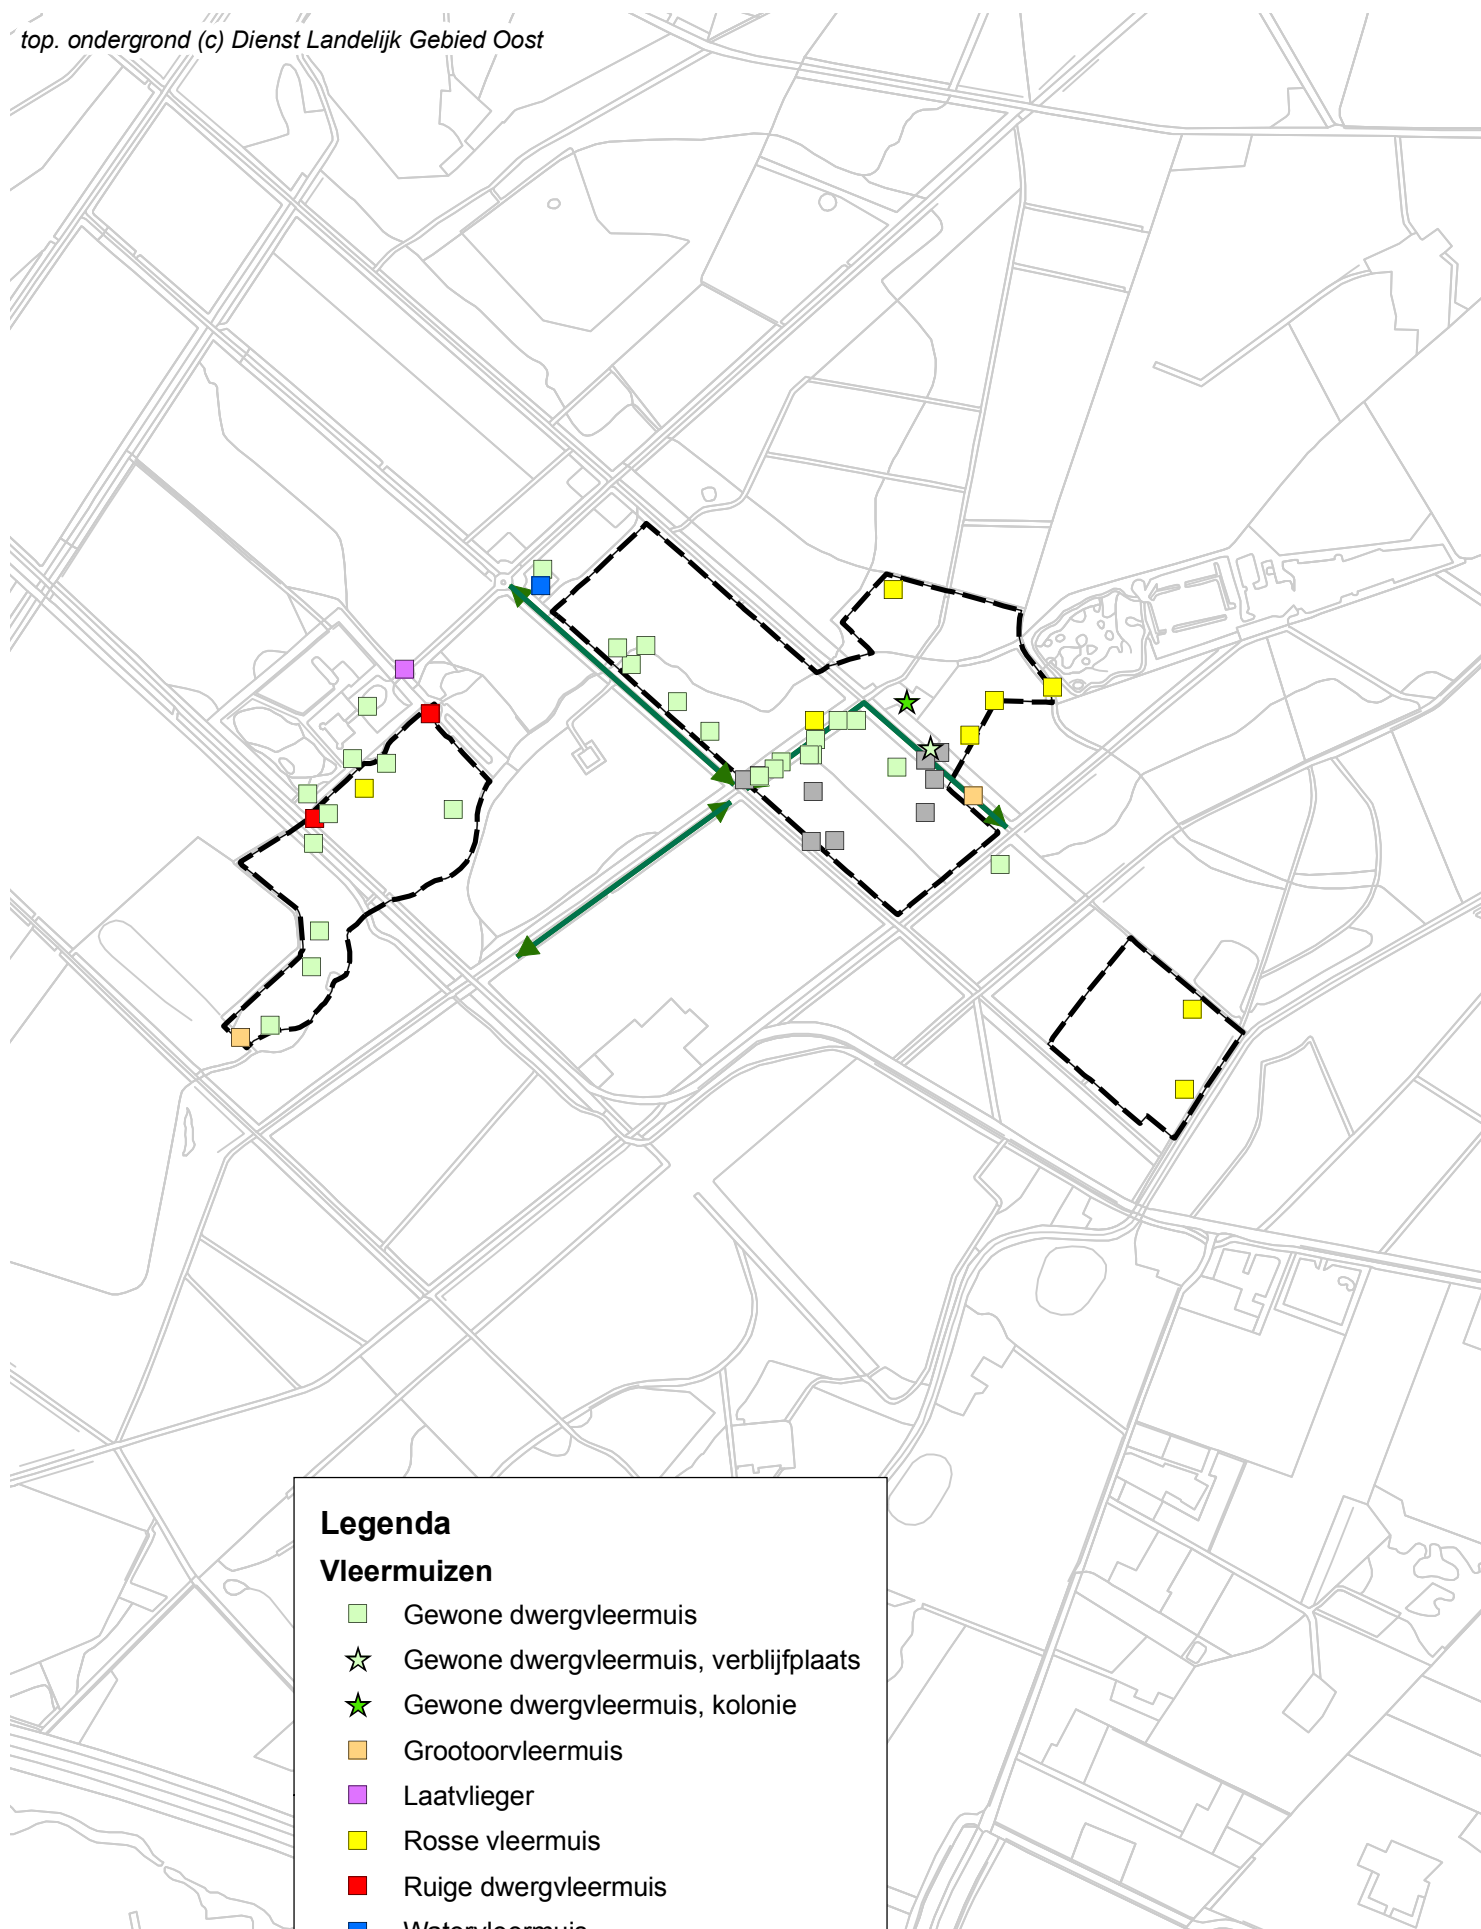 top. ondergrond (c) Dienst Landelijk Gebied Oost
Legenda
Vleermuizen
Gewone dwergvleermuis
Gewone dwergvleermuis, verblijfplaats
Gewone dwergvleermuis, kolonie
Grootoorvleermuis
Laatvlieger
Rosse vleermuis
Ruige dwergvleermuis
Watervleermuis